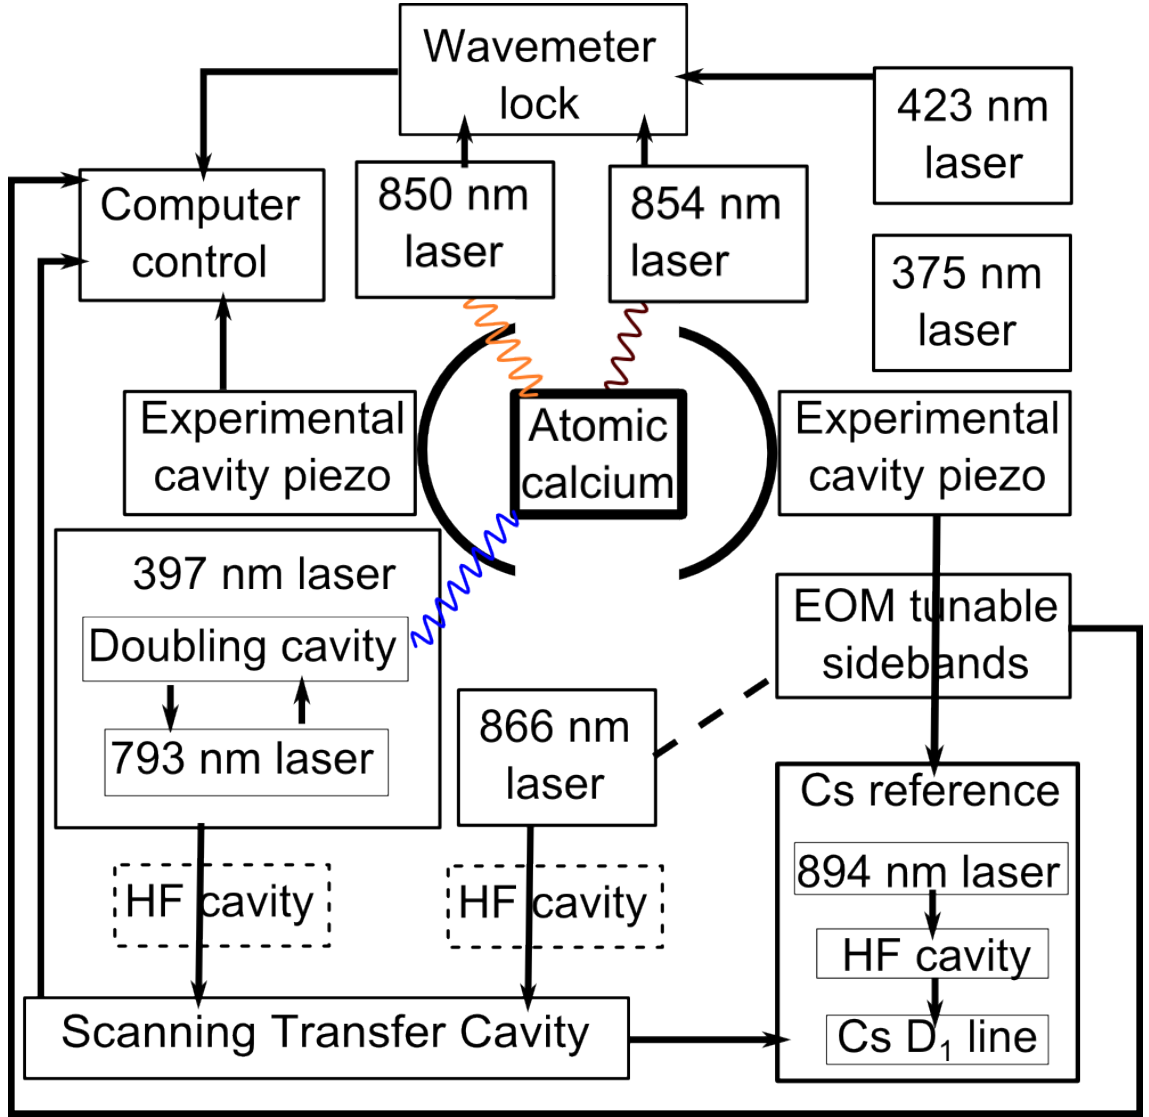 Wavemeter
lock
423 nm
laser
Computer
control
850 nm
laser
854 nm
laser
375 nm
laser
Experimental
cavity piezo
Atomic
calcium
Experimental
cavity piezo
397 nm laser
Doubling cavity
793 nm laser
EOM tunable
sidebands
866 nm
laser
Cs reference
894 nm laser
HF cavity
Cs D₁ line
HF cavity
HF cavity
Scanning Transfer Cavity